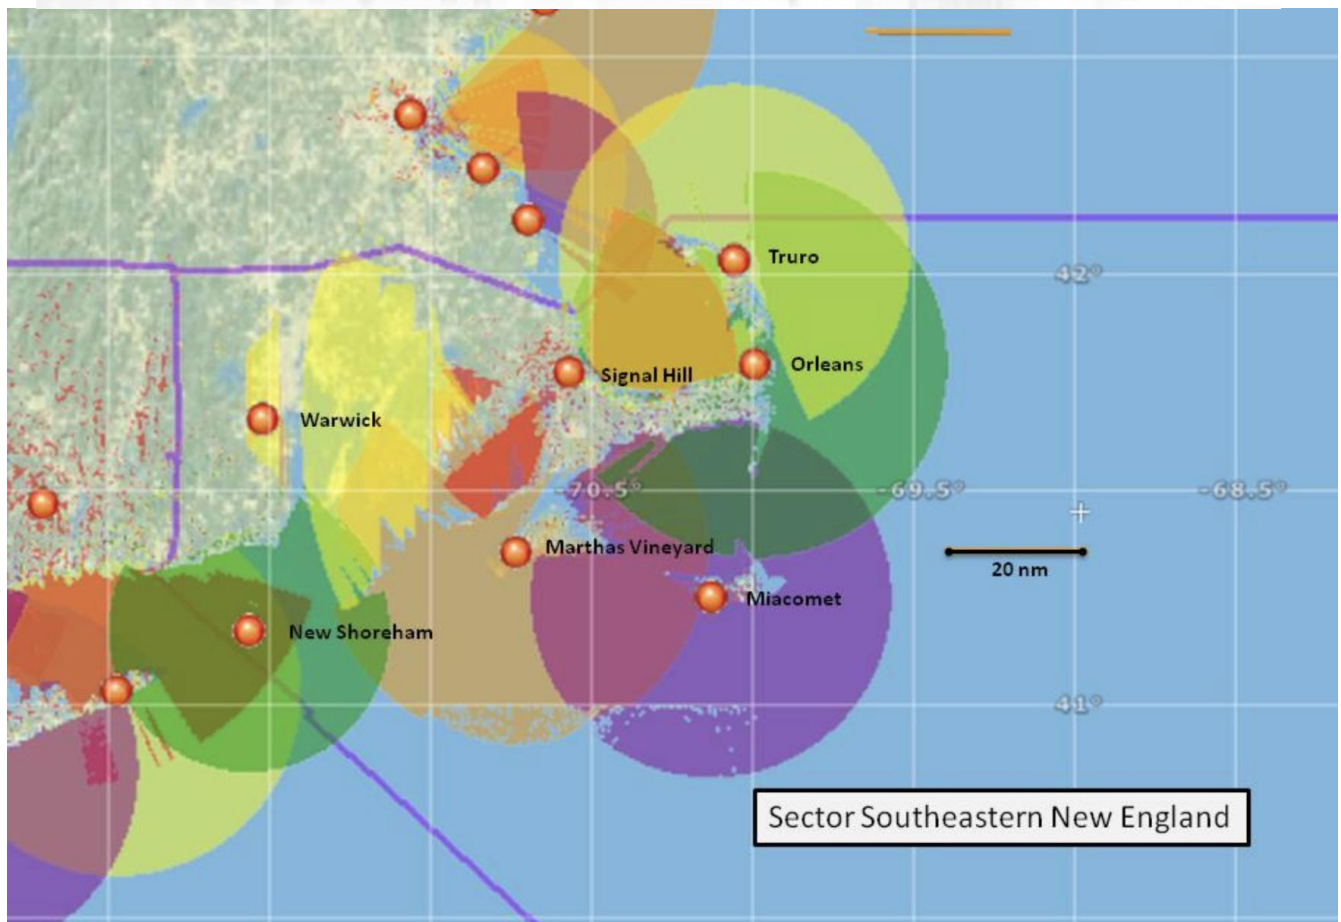 Truro
42°
Orleans
Signal Hill
Warwick
-70.5°
-69.5°
-68.5°
Marthas Vineyard
20 nm
Miacomet
New Shoreham
41°
Sector Southeastern New England